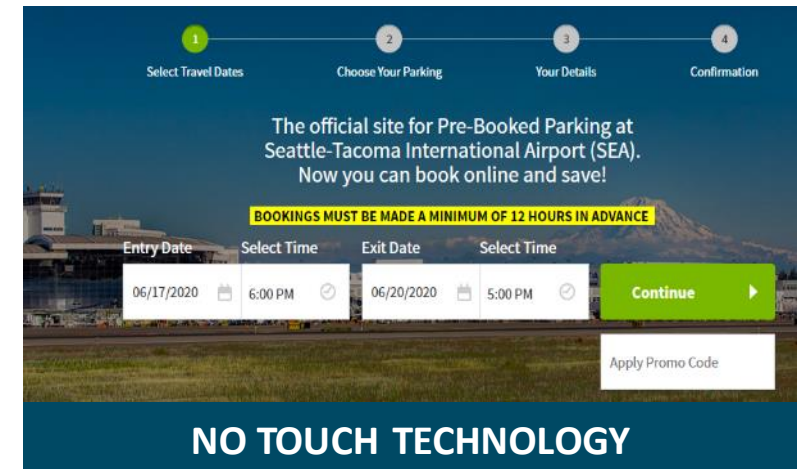 1 2 3 4
Select Travel Dates Choose Your Parking Your Details Confirmation
The official site for Pre-Booked Parking at
Seattle-Tacoma International Airport (SEA).
Now you can book online and save!
BOOKINGS MUST BE MADE A MINIMUM OF 12 HOURS IN ADVANCE
Entry Date Select Time Exit Date Select Time
06/17/2020 6:00 PM 06/20/2020 5:00 PM Continue
Apply Promo Code
NO TOUCH TECHNOLOGY